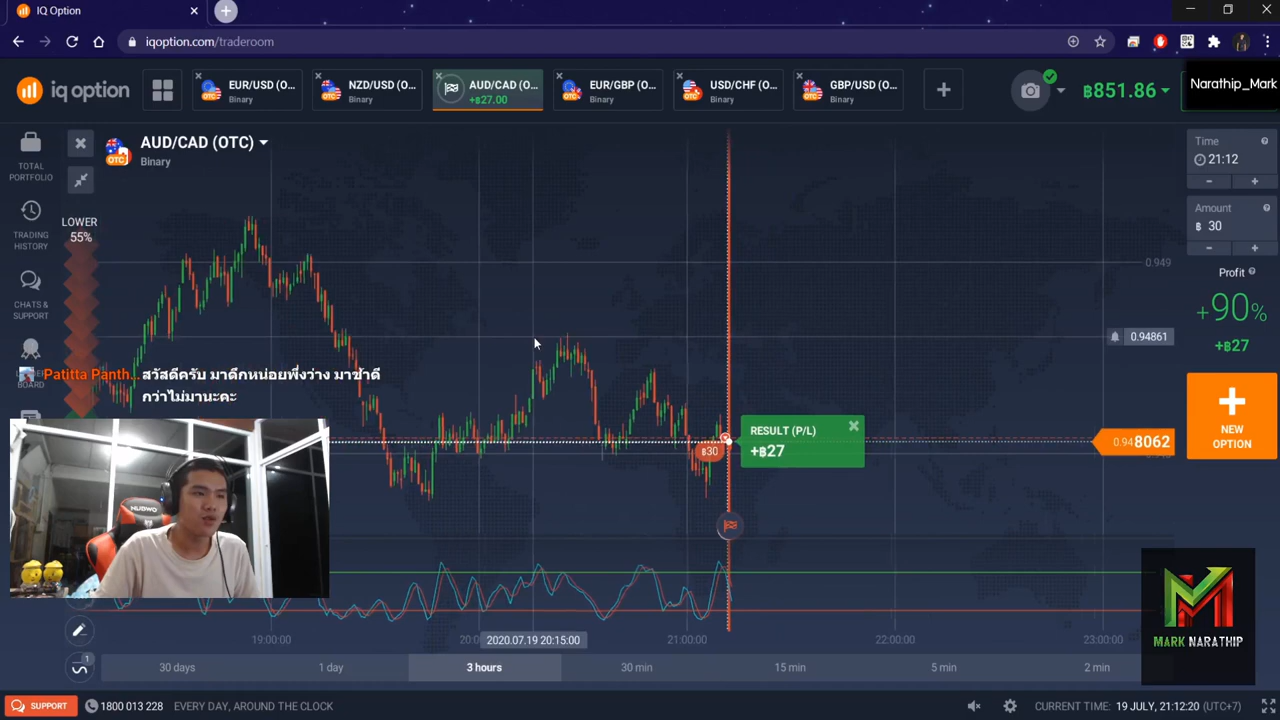 IQ Option
iqoption.com/traderoom
iq option
EUR/USD (O...
Binary
NZD/USD (O...
Binary
AUD/CAD (O...
+฿27.00
EUR/GBP (O...
Binary
USD/CHF (O...
Binary
GBP/USD (O...
Binary
฿851.86
Narathip_Mark
AUD/CAD (OTC)
Binary
OTC
TOTAL
PORTFOLIO
TRADING
HISTORY
CHATS &
SUPPORT
BOARD
LOWER
55%
Patitta Panth... สวัสดีครับ มาดึกหน่อยพึ่งว่าง มาช้าดี
กว่าไม่มานะคะ
Time
21:12
Amount
฿ 30
Profit
+90%
+฿27
NEW
OPTION
0.949
0.94861
0.948062
฿30
RESULT (P/L)
+฿27
NUBWO
MARK NARATHIP
19:00:00
2020.07.19 20:15:00
21:00:00
22:00:00
23:00:00
30 days
1 day
3 hours
30 min
15 min
5 min
2 min
SUPPORT
1800 013 228
EVERY DAY, AROUND THE CLOCK
CURRENT TIME: 19 JULY, 21:12:20 (UTC+7)